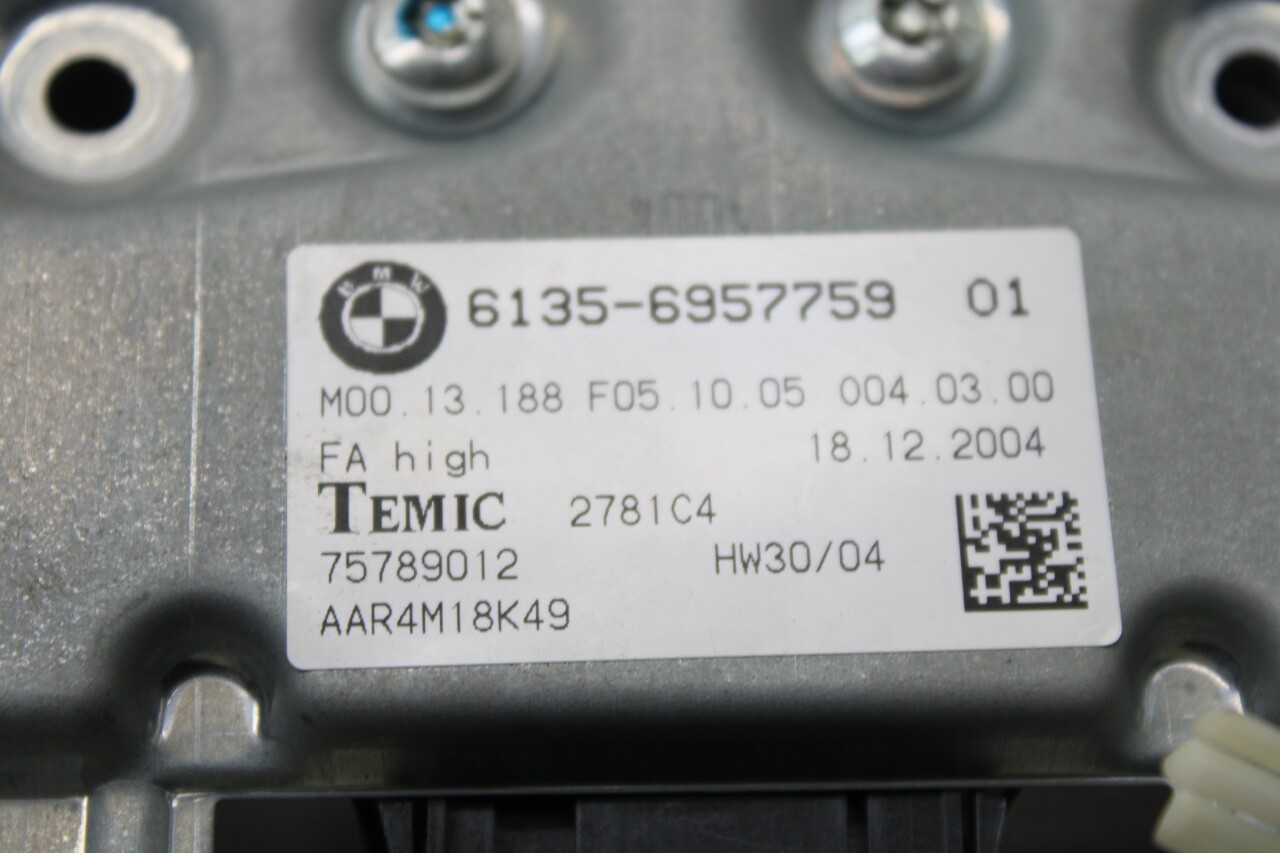 BMW
6135-6957759 01
M00.13.188 F05.10.05 004.03.00
FA high 18.12.2004
TEMIC 2781C4
75789012 HW30/04
AAR4M18K49